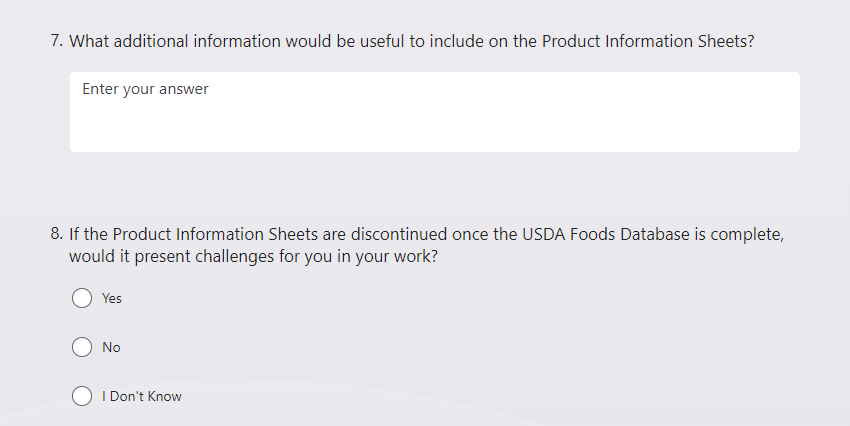 7. What additional information would be useful to include on the Product Information Sheets?
Enter your answer
8. If the Product Information Sheets are discontinued once the USDA Foods Database is complete,
would it present challenges for you in your work?
Yes
No
I Don't Know